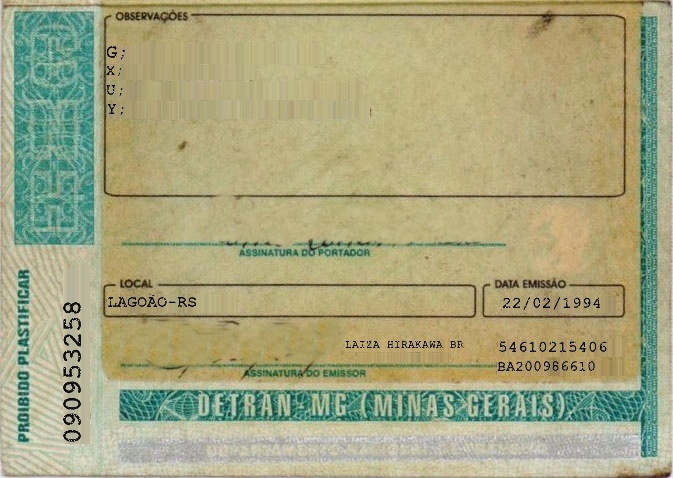 OBSERVAÇÕES
G;
X;
U;
Y;
ASSINATURA DO PORTADOR
LOCAL
LAGOÃO-RS
DATA EMISSÃO
22/02/1994
LAIZA HIRAKAWA BR
54610215406
BA200986610
ASSINATURA DO EMISSOR
DETRAN-MG (MINAS GERAIS)
PROIBIDO PLASTIFICAR
090953258